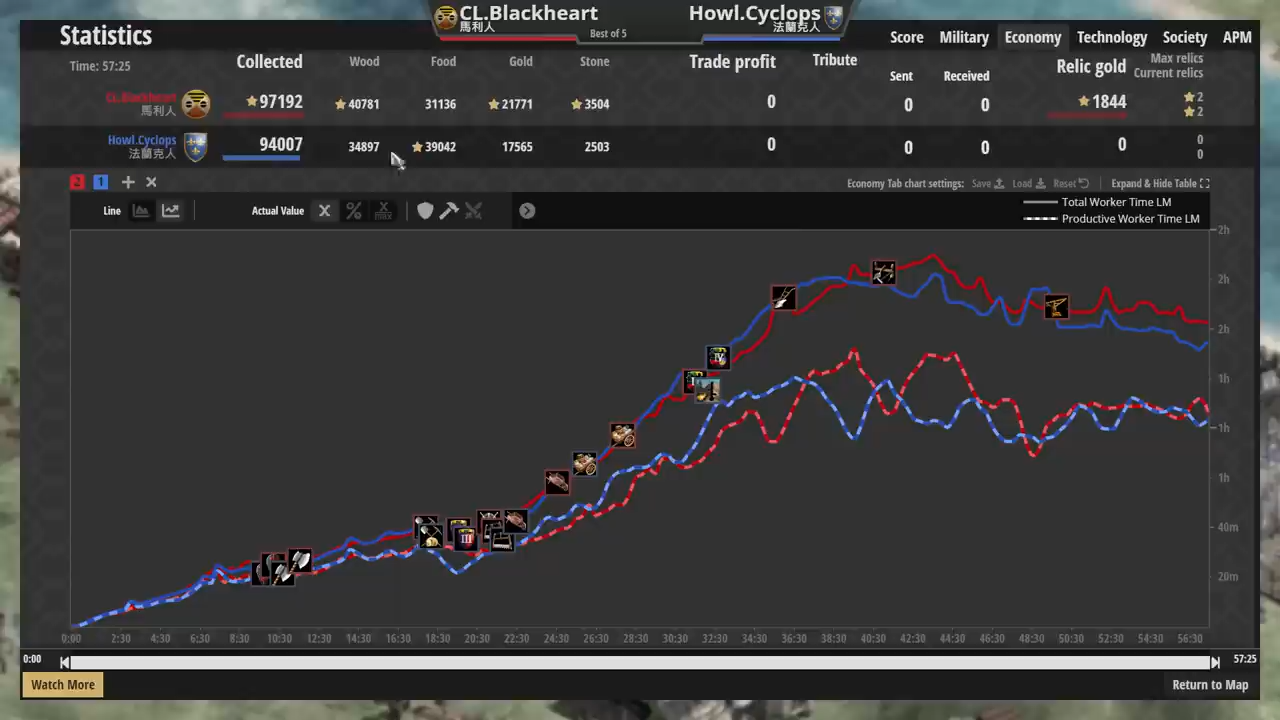 CL.Blackheart
馬利人
Best of 5
Howl.Cyclops
法蘭克人
Statistics
Score Military Economy Technology Society APM
Time: 57:25
Collected Wood Food Gold Stone Trade profit Tribute Sent Received Relic gold Max relics
Current relics
CL.Blackheart
馬利人
97192 40781 31136 21771 3504 0 0 0 1844 2
2
Howl.Cyclops
法蘭克人
94007 34897 39042 17565 2503 0 0 0 0 0
0
2 1 + ×
Economy Tab chart settings: Save Load Reset Expand & Hide Table
Line Actual Value X % X MAX
Total Worker Time LM
Productive Worker Time LM
2h
2h
2h
1h
1h
1h
40m
20m
IV
III
0:00 2:30 4:30 6:30 8:30 10:30 12:30 14:30 16:30 18:30 20:30 22:30 24:30 26:30 28:30 30:30 32:30 34:30 36:30 38:30 40:30 42:30 44:30 46:30 48:30 50:30 52:30 54:30 56:30
0:00 57:25
Watch More Return to Map